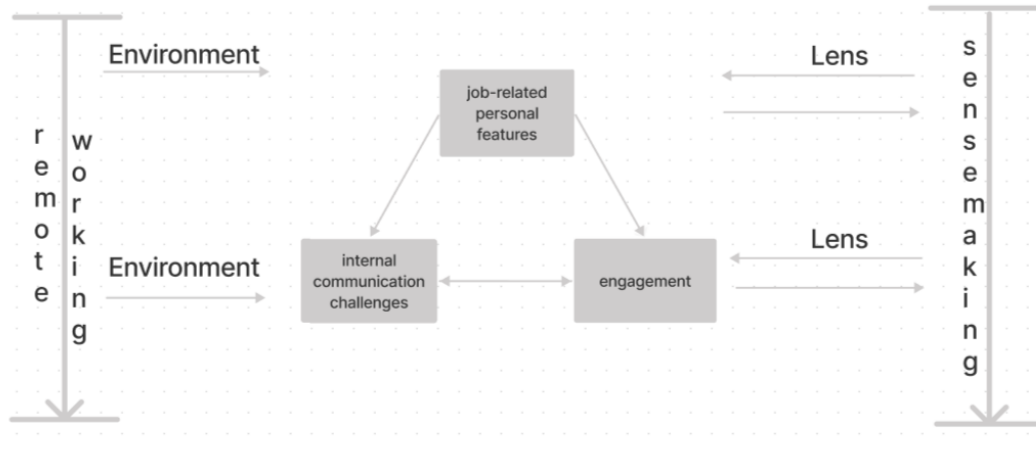 remote
working
Environment
Environment
job-related
personal
features
internal
communication
challenges
engagement
Lens
Lens
sensemaking